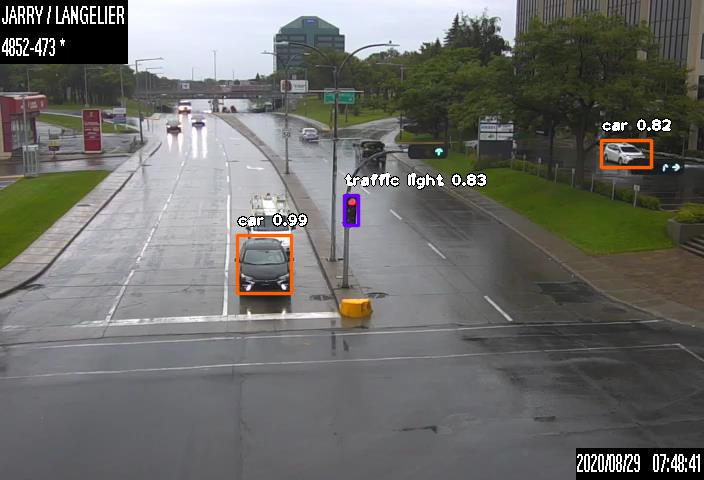 JARRY / LANGELIER
4852-473 *
car 0.82
traffic light 0.83
car 0.99
2020/08/29 07:48:41